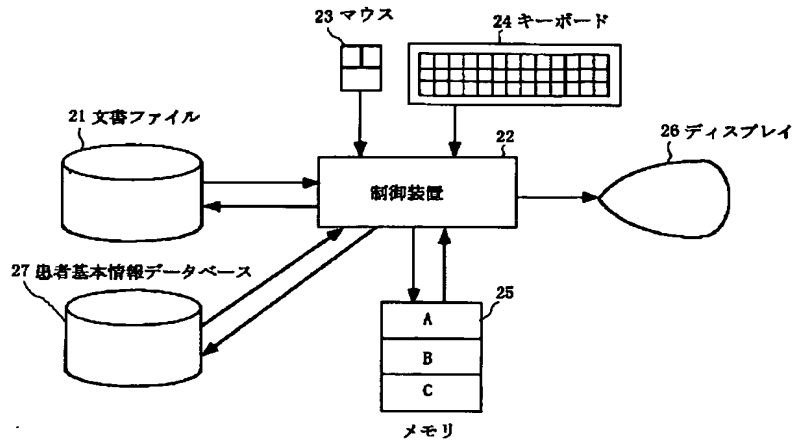 23 マウス
24 キーボード
21 文書ファイル
22
26 ディスプレイ
制御装置
27 患者基本情報データベース
25
A
B
C
メモリ